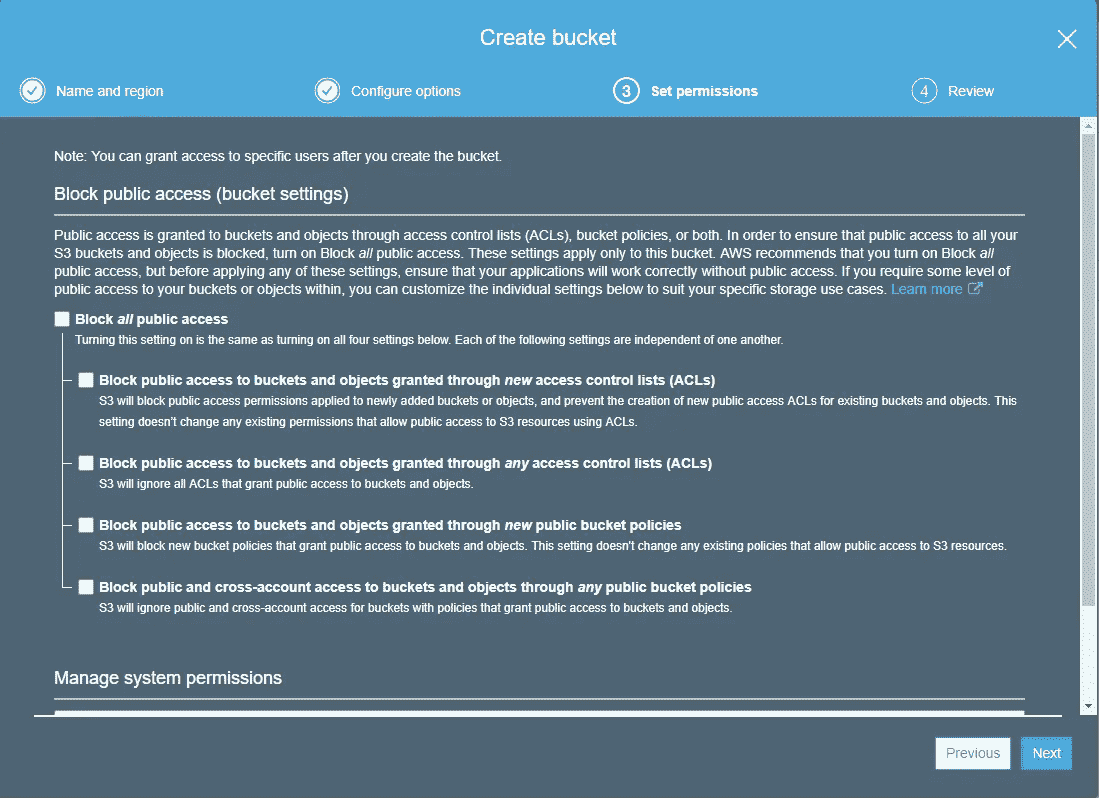 Create bucket
Name and region
Configure options
3 Set permissions
4 Review
Note: You can grant access to specific users after you create the bucket.
Block public access (bucket settings)
Public access is granted to buckets and objects through access control lists (ACLs), bucket policies, or both. In order to ensure that public access to all your
S3 buckets and objects is blocked, turn on Block all public access. These settings apply only to this bucket. AWS recommends that you turn on Block all
public access, but before applying any of these settings, ensure that your applications will work correctly without public access. If you require some level of
public access to your buckets or objects within, you can customize the individual settings below to suit your specific storage use cases. Learn more
Block all public access
Turning this setting on is the same as turning on all four settings below. Each of the following settings are independent of one another.
Block public access to buckets and objects granted through new access control lists (ACLs)
S3 will block public access permissions applied to newly added buckets or objects, and prevent the creation of new public access ACLs for existing buckets and objects. This
setting doesn't change any existing permissions that allow public access to S3 resources using ACLs.
Block public access to buckets and objects granted through any access control lists (ACLs)
S3 will ignore all ACLs that grant public access to buckets and objects.
Block public access to buckets and objects granted through new public bucket policies
S3 will block new bucket policies that grant public access to buckets and objects. This setting doesn't change any existing policies that allow public access to S3 resources.
Block public and cross-account access to buckets and objects through any public bucket policies
S3 will ignore public and cross-account access for buckets with policies that grant public access to buckets and objects.
Manage system permissions
Previous
Next